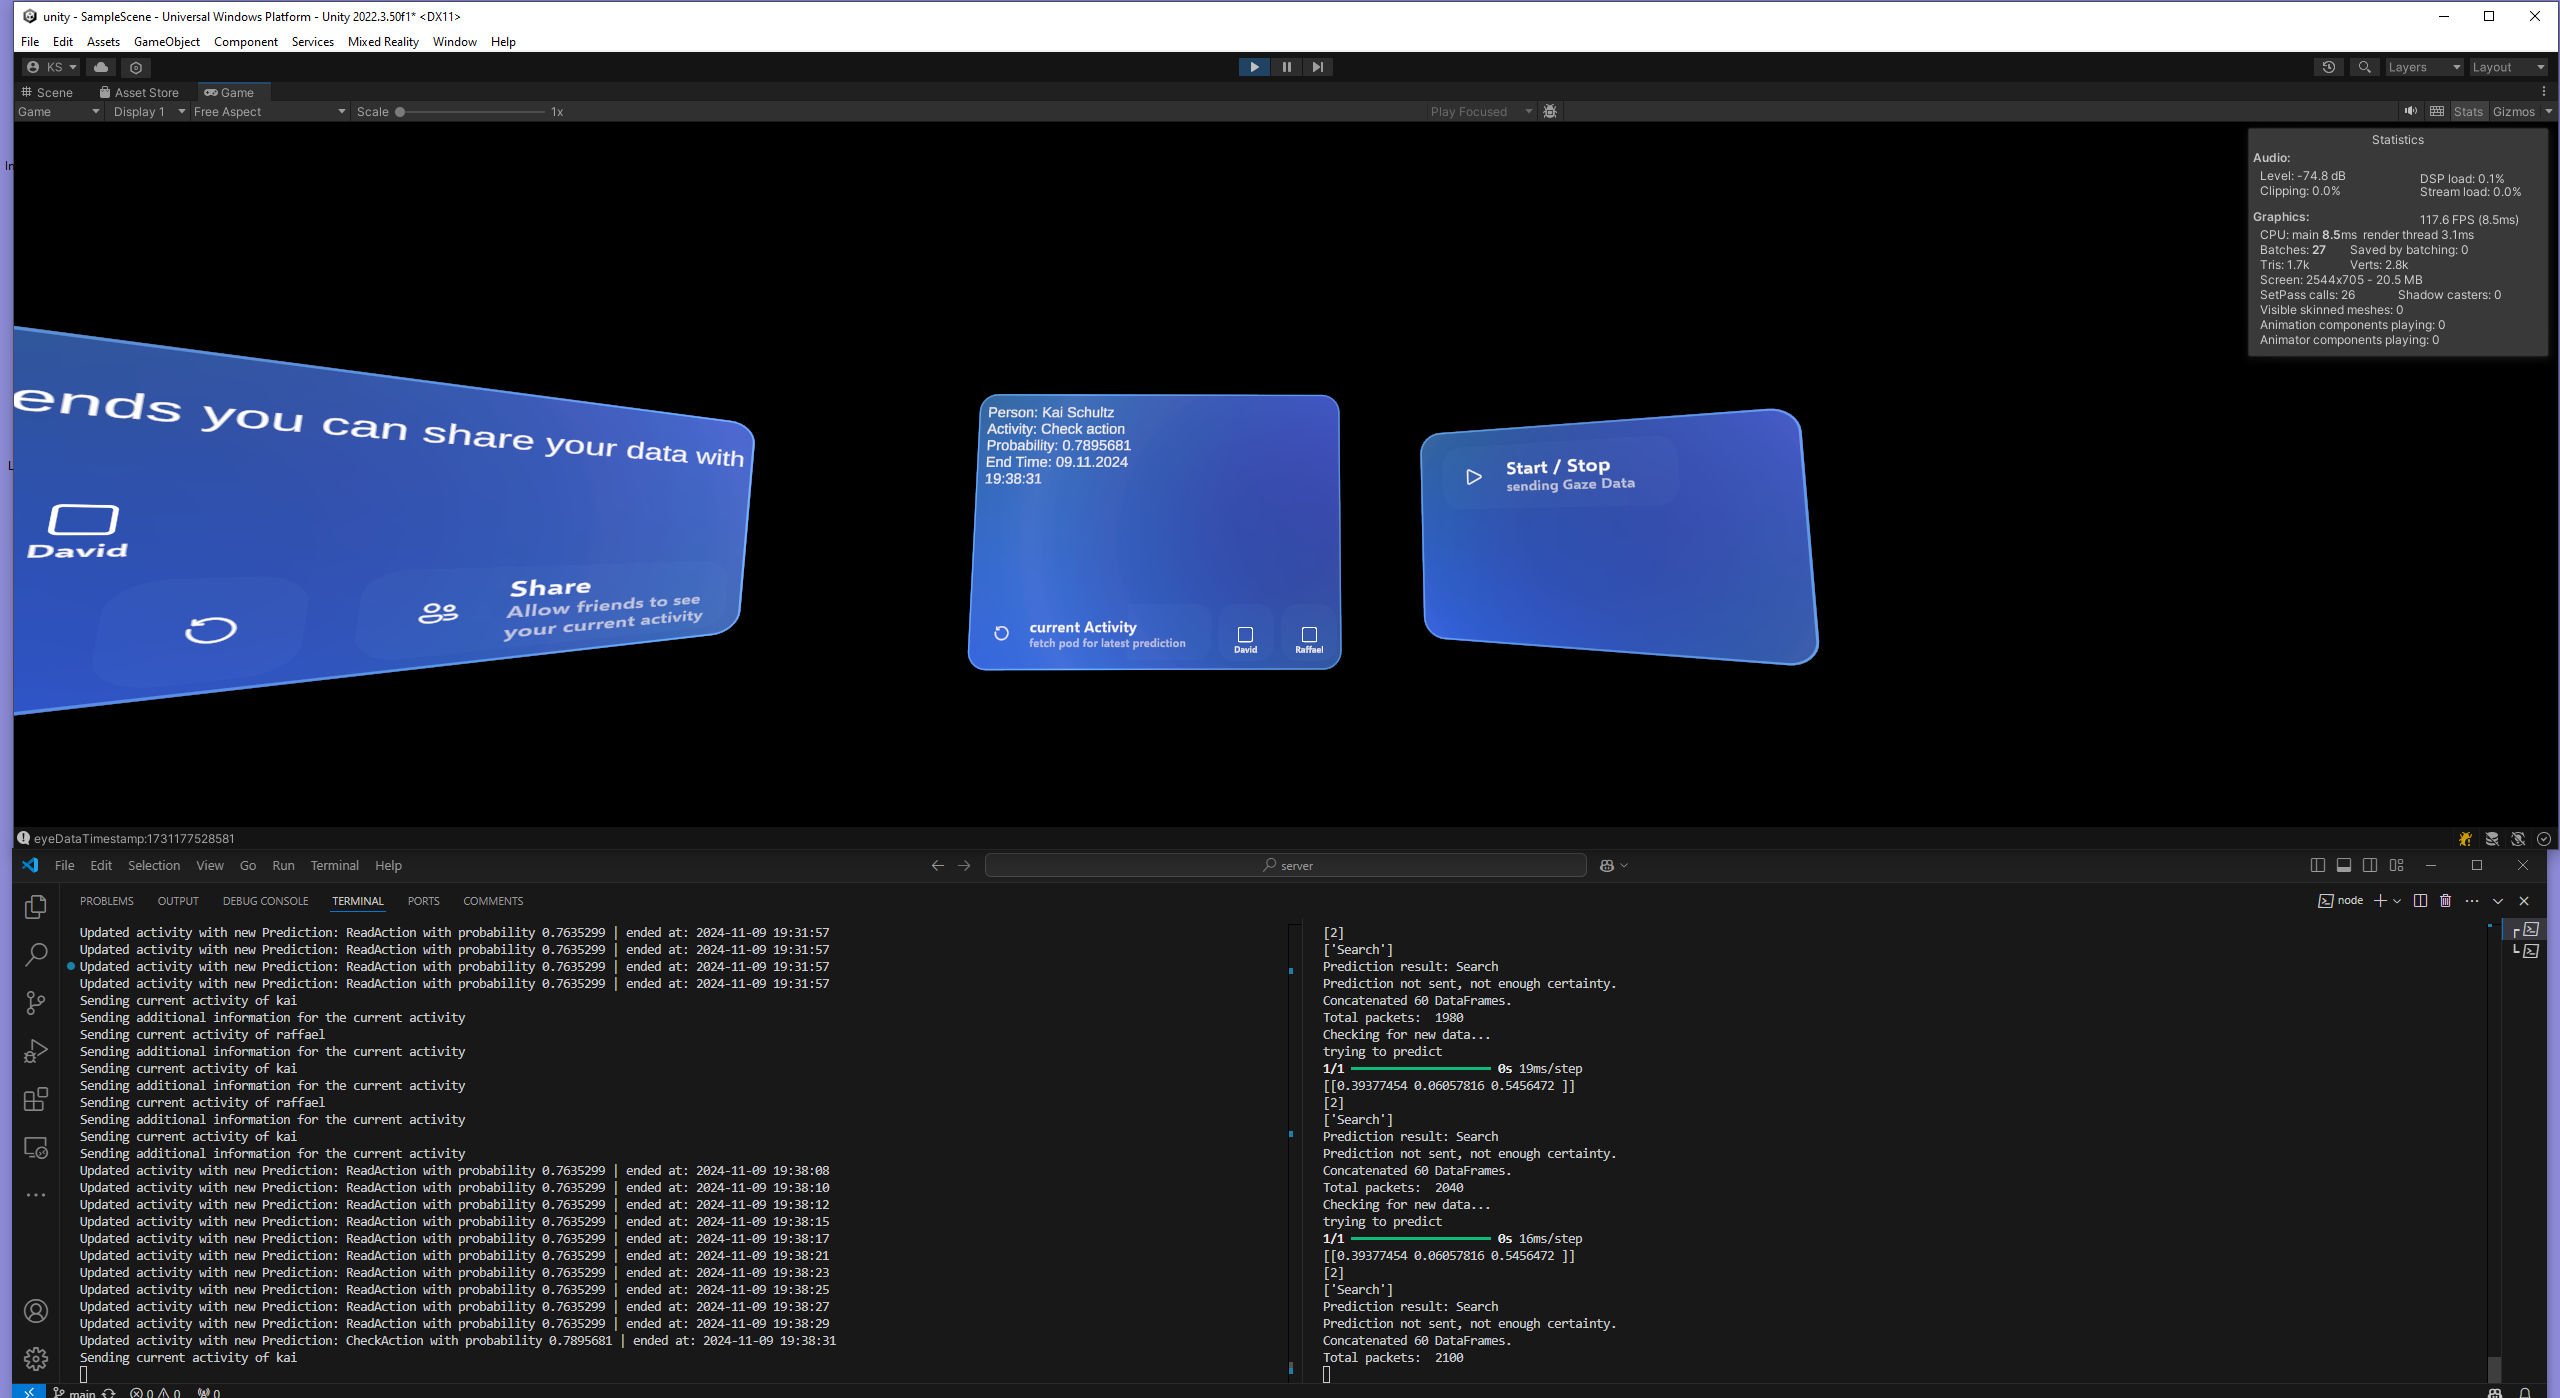 unity - SampleScene - Universal Windows Platform - Unity 2022.3.50f1* <DX11>
File Edit Assets GameObject Component Services Mixed Reality Window Help
KS Layers Layout
Scene Asset Store Game
Game Display 1 Free Aspect Scale 1x Play Focused Stats Gizmos
Statistics
Audio:
Level: -74.8 dB DSP load: 0.1%
Clipping: 0.0% Stream load: 0.0%
Graphics: 117.6 FPS (8.5ms)
CPU: main 8.5ms render thread 3.1ms
Batches: 27 Saved by batching: 0
Tris: 1.7k Verts: 2.8k
Screen: 2544x705 - 20.5 MB
SetPass calls: 26 Shadow casters: 0
Visible skinned meshes: 0
Animation components playing: 0
Animator components playing: 0
ends you can share your data with
David
Share
Allow friends to see
your current activity
Person: Kai Schultz
Activity: Check action
Probability: 0.7895681
End Time: 09.11.2024
19:38:31
current Activity
fetch pod for latest prediction
David
Raffael
Start / Stop
sending Gaze Data
eyeDataTimestamp:1731177528581
File Edit Selection View Go Run Terminal Help server
PROBLEMS OUTPUT DEBUG CONSOLE TERMINAL PORTS COMMENTS node
Updated activity with new Prediction: ReadAction with probability 0.7635299 | ended at: 2024-11-09 19:31:57
Updated activity with new Prediction: ReadAction with probability 0.7635299 | ended at: 2024-11-09 19:31:57
Updated activity with new Prediction: ReadAction with probability 0.7635299 | ended at: 2024-11-09 19:31:57
Updated activity with new Prediction: ReadAction with probability 0.7635299 | ended at: 2024-11-09 19:31:57
Sending current activity of kai
Sending additional information for the current activity
Sending current activity of raffael
Sending additional information for the current activity
Sending current activity of kai
Sending additional information for the current activity
Sending current activity of raffael
Sending additional information for the current activity
Sending current activity of kai
Sending additional information for the current activity
Updated activity with new Prediction: ReadAction with probability 0.7635299 | ended at: 2024-11-09 19:38:08
Updated activity with new Prediction: ReadAction with probability 0.7635299 | ended at: 2024-11-09 19:38:10
Updated activity with new Prediction: ReadAction with probability 0.7635299 | ended at: 2024-11-09 19:38:12
Updated activity with new Prediction: ReadAction with probability 0.7635299 | ended at: 2024-11-09 19:38:15
Updated activity with new Prediction: ReadAction with probability 0.7635299 | ended at: 2024-11-09 19:38:17
Updated activity with new Prediction: ReadAction with probability 0.7635299 | ended at: 2024-11-09 19:38:21
Updated activity with new Prediction: ReadAction with probability 0.7635299 | ended at: 2024-11-09 19:38:23
Updated activity with new Prediction: ReadAction with probability 0.7635299 | ended at: 2024-11-09 19:38:25
Updated activity with new Prediction: ReadAction with probability 0.7635299 | ended at: 2024-11-09 19:38:27
Updated activity with new Prediction: ReadAction with probability 0.7635299 | ended at: 2024-11-09 19:38:29
Updated activity with new Prediction: CheckAction with probability 0.7895681 | ended at: 2024-11-09 19:38:31
Sending current activity of kai
[2]
['Search']
Prediction result: Search
Prediction not sent, not enough certainty.
Concatenated 60 DataFrames.
Total packets: 1980
Checking for new data...
trying to predict
1/1 0s 19ms/step
[[0.39377454 0.06057816 0.5456472 ]]
[2]
['Search']
Prediction result: Search
Prediction not sent, not enough certainty.
Concatenated 60 DataFrames.
Total packets: 2040
Checking for new data...
trying to predict
1/1 0s 16ms/step
[[0.39377454 0.06057816 0.5456472 ]]
[2]
['Search']
Prediction result: Search
Prediction not sent, not enough certainty.
Concatenated 60 DataFrames.
Total packets: 2100
main 0 0 0